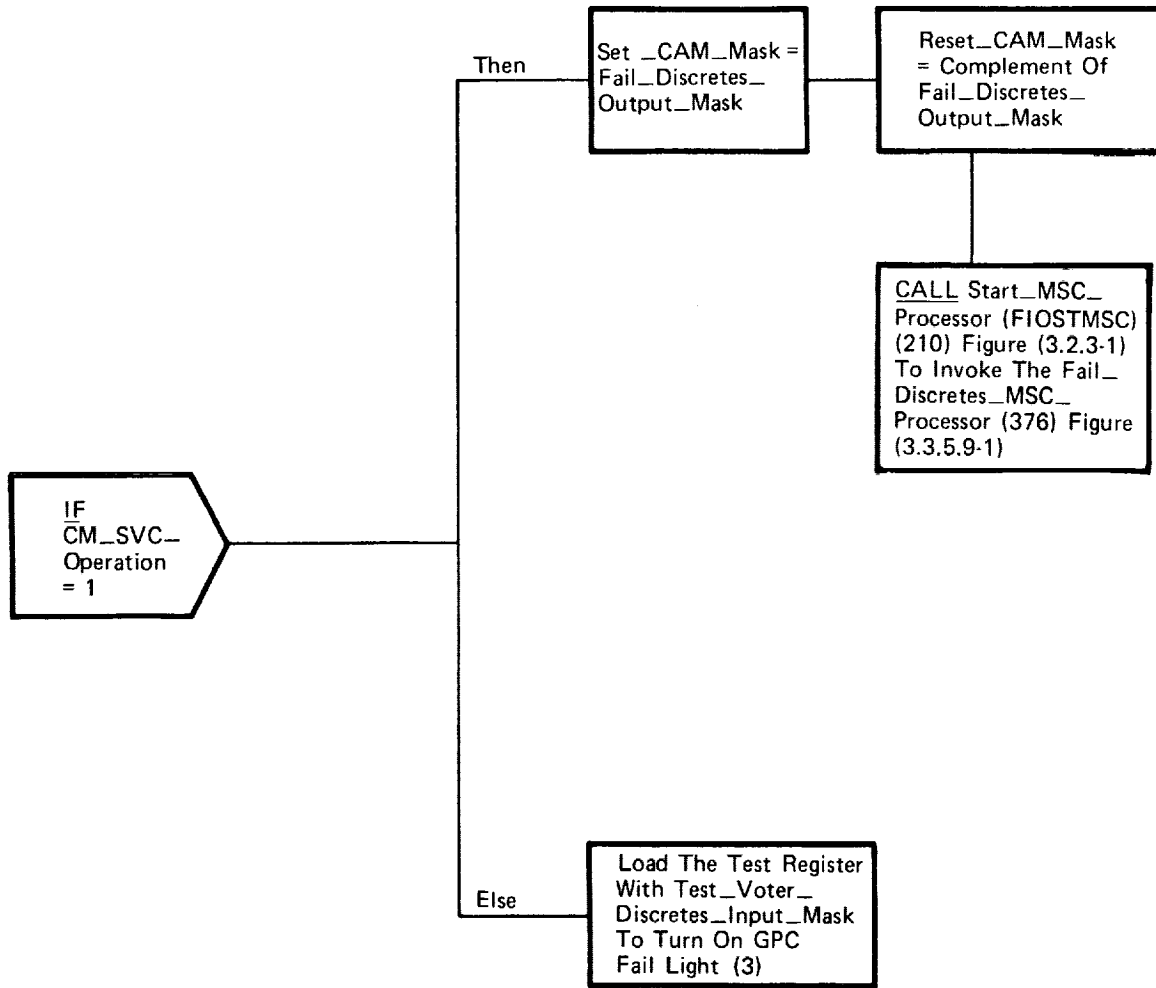 Then
Set _CAM_Mask =
Fail_Discretes_
Output_Mask
Reset_CAM_Mask
= Complement Of
Fail_Discretes_
Output_Mask
CALL Start_MSC_
Processor (FIOSTMSC)
(210) Figure (3.2.3-1)
To Invoke The Fail_
Discretes_MSC_
Processor (376) Figure
(3.3.5.9-1)
IF
CM_SVC_
Operation
= 1
Else
Load The Test Register
With Test_Voter_
Discretes_Input_Mask
To Turn On GPC
Fail Light (3)